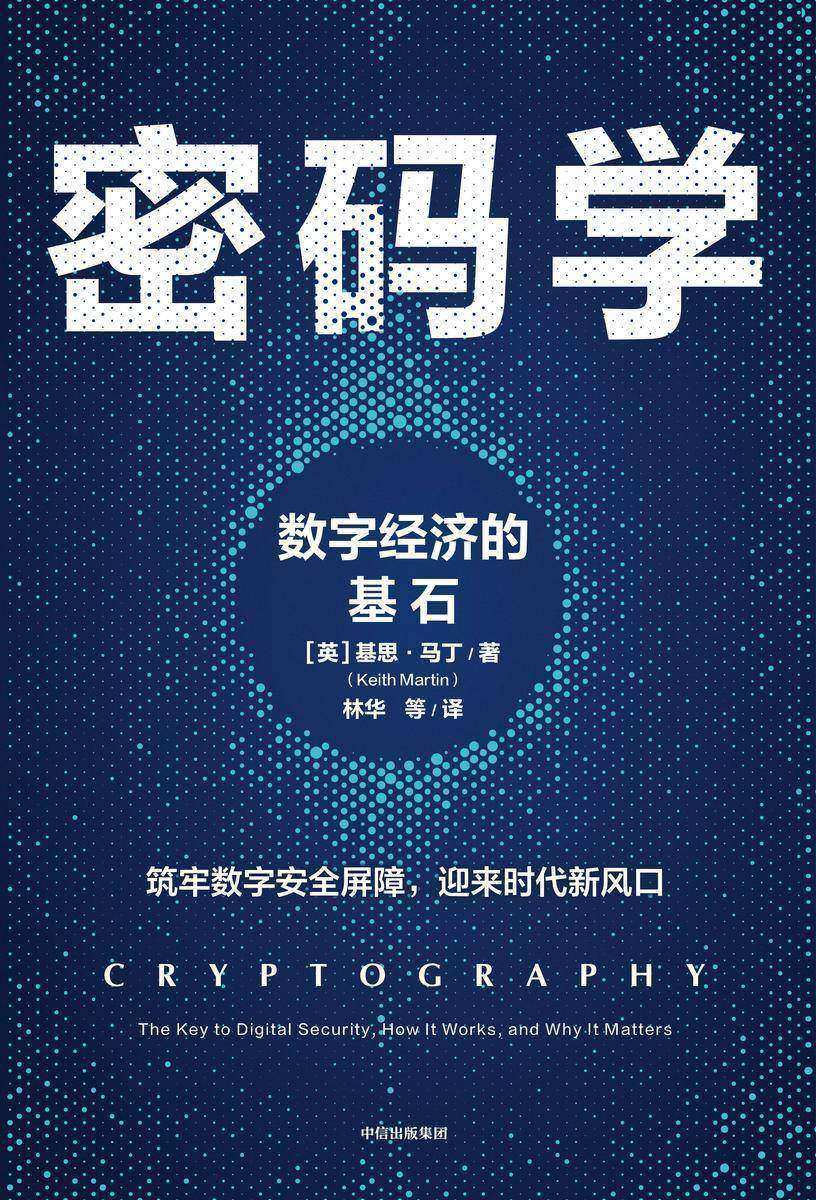 密码学
数字经济的
基石
[英]基思·马丁/著
(Keith Martin)
林华 等/译
筑牢数字安全屏障，迎来时代新风口
CRYPTOGRAPHY
The Key to Digital Security, How It Works, and Why It Matters
中信出版集团